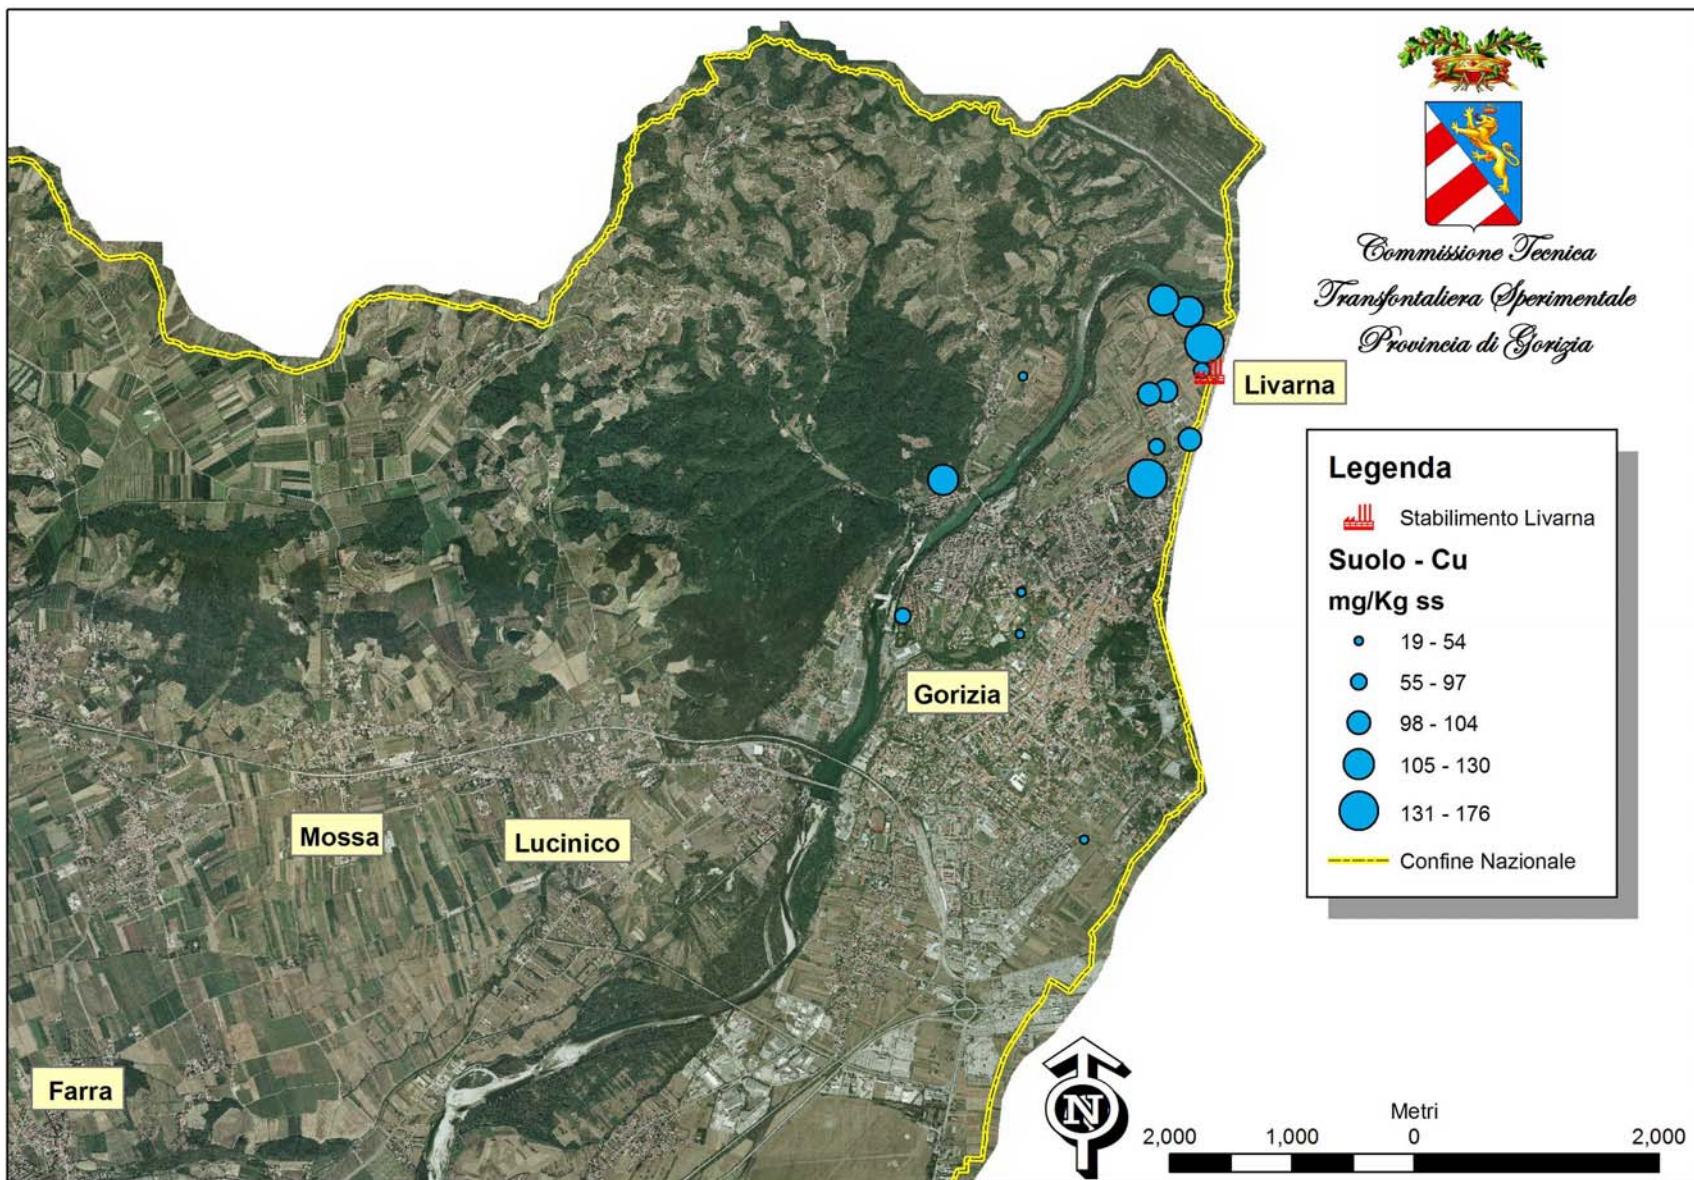 Commissione Tecnica
Transfontaliera Sperimentale
Provincia di Gorizia
Livarna
Legenda
Stabilimento Livarna
Suolo - Cu
mg/Kg ss
19 - 54
55 - 97
98 - 104
105 - 130
131 - 176
Confine Nazionale
Gorizia
Mossa
Lucinico
Farra
N
Metri
2,000 1,000 0 2,000